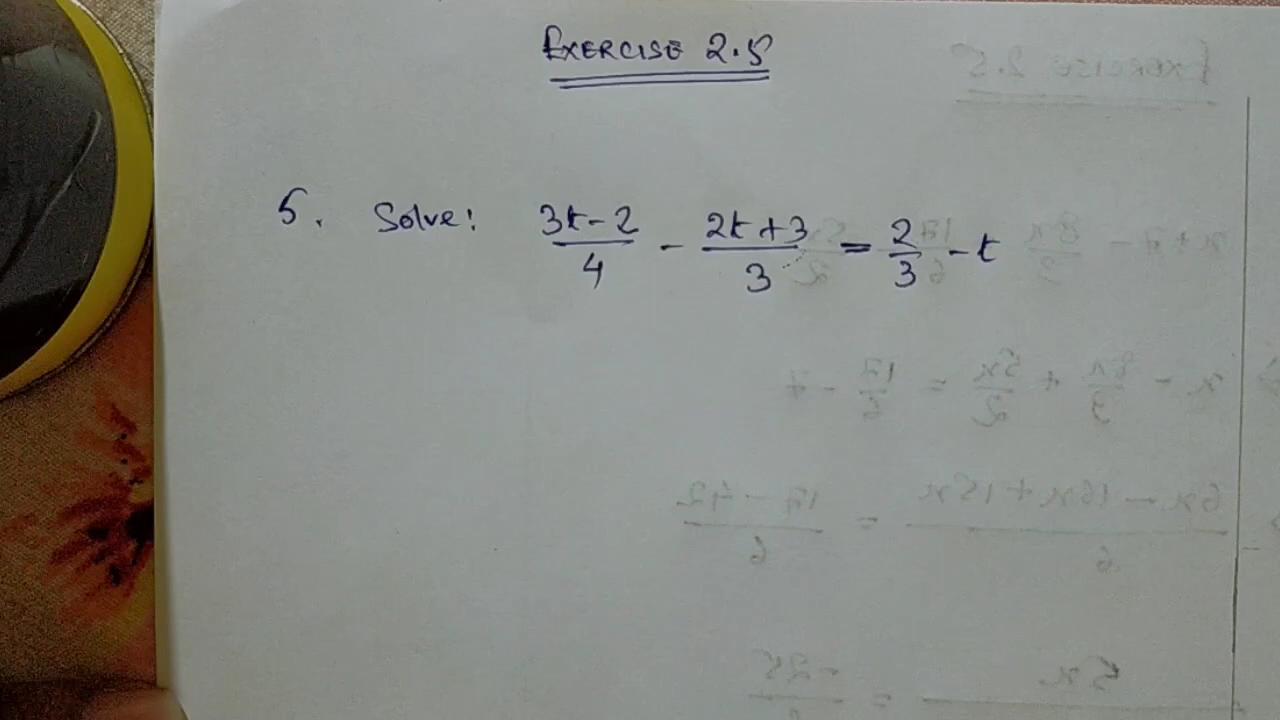 EXERCISE 2.5
5. Solve: 3t-2/4 - 2t+3/3 = 2/3 - t